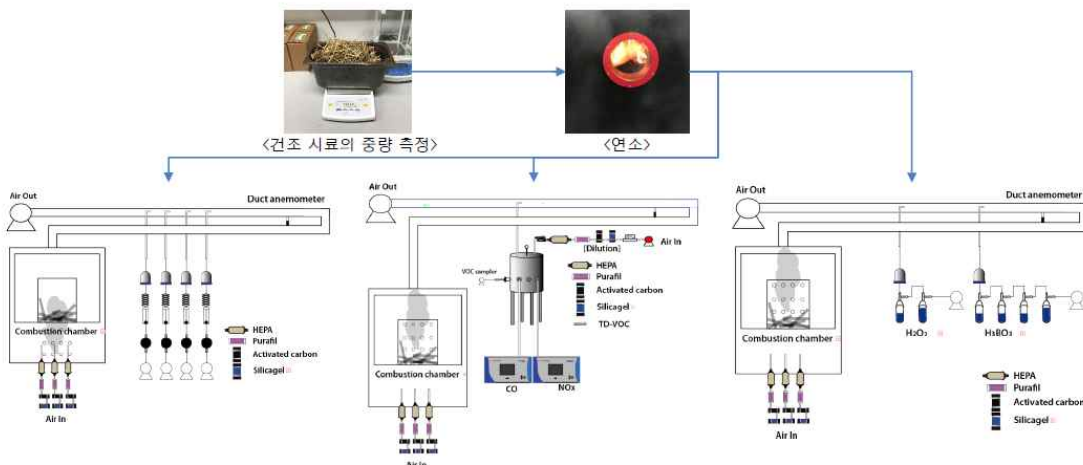 <건조 시료의 중량 측정>
<연소>
Air Out
Duct anemometer
Combustion chamber
HEPA
Purafil
Activated carbon
Silicagel
Air In
Air Out
[Dilution]
Air In
VOC sampler
HEPA
Purafil
Activated carbon
Silicagel
TD-VOC
Combustion chamber
CO
NOx
Air In
Air Out
Duct anemometer
Combustion chamber
H₂O₂
H₃BO₃
HEPA
Purafil
Activated carbon
Silicagel
Air In